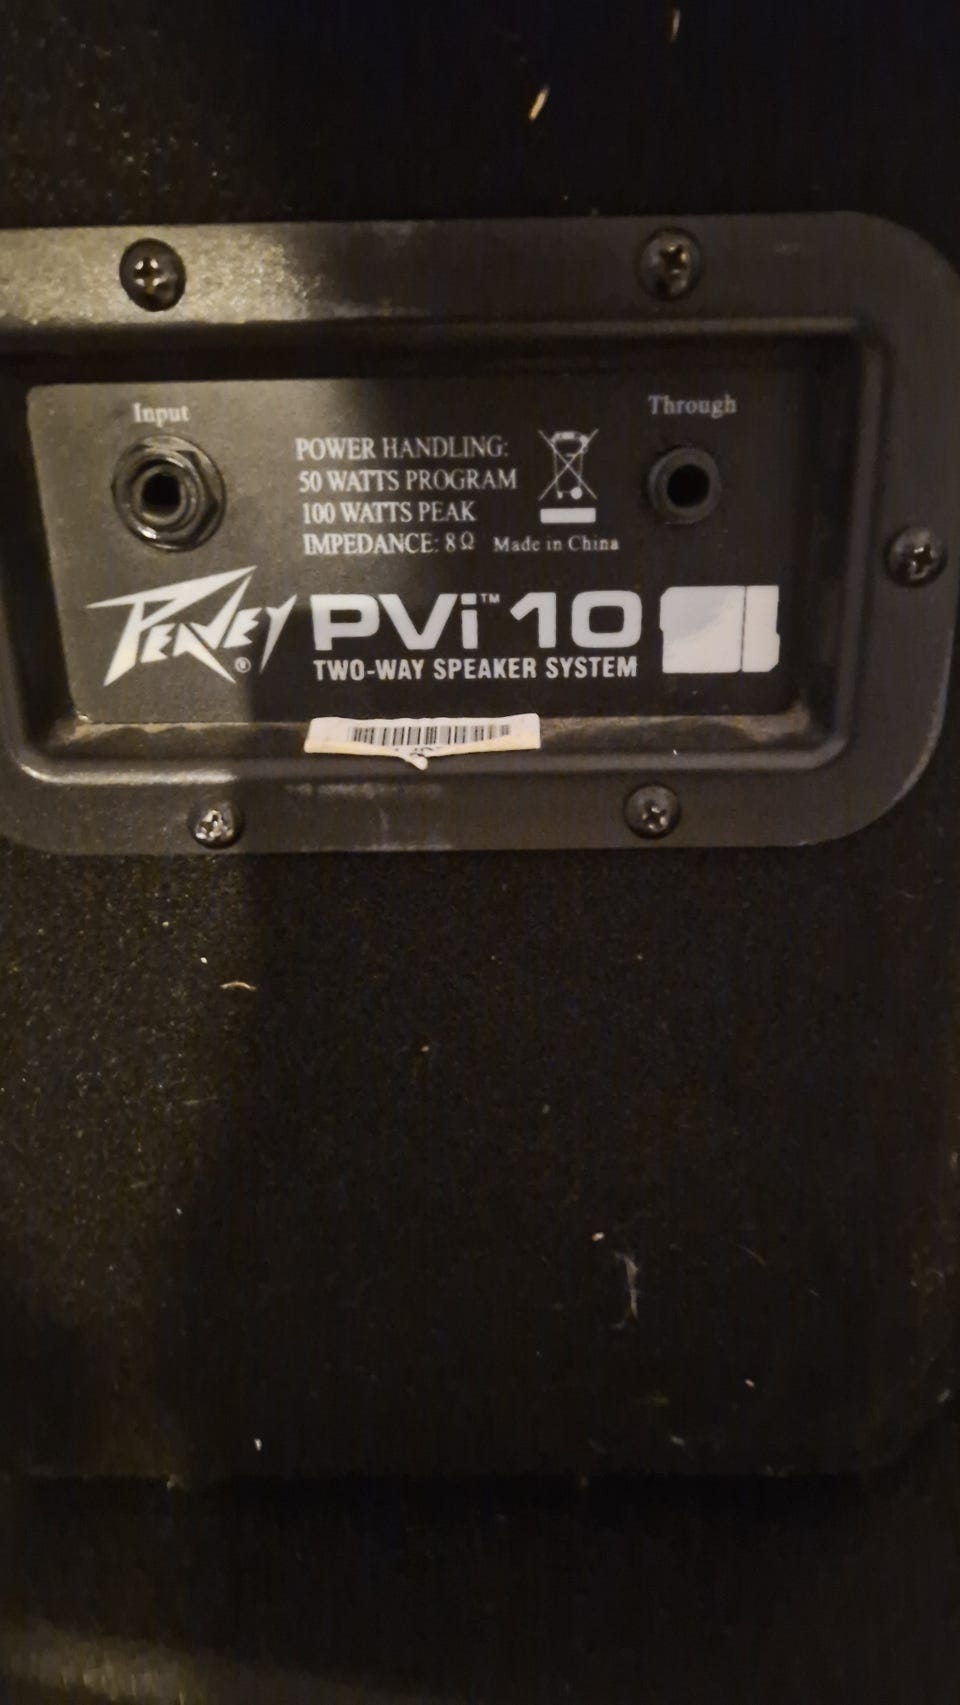 Input
Through
POWER HANDLING:
50 WATTS PROGRAM
100 WATTS PEAK
IMPEDANCE: 8Ω Made in China
PEAVEY® PVi™ 10
TWO-WAY SPEAKER SYSTEM